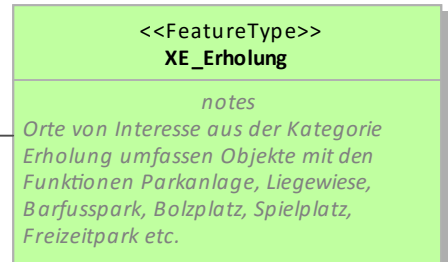 <<FeatureType>>
XE_Erholung
notes
Orte von Interesse aus der Kategorie
Erholung umfassen Objekte mit den
Funktionen Parkanlage, Liegewiese,
Barfusspark, Bolzplatz, Spielplatz,
Freizeitpark etc.